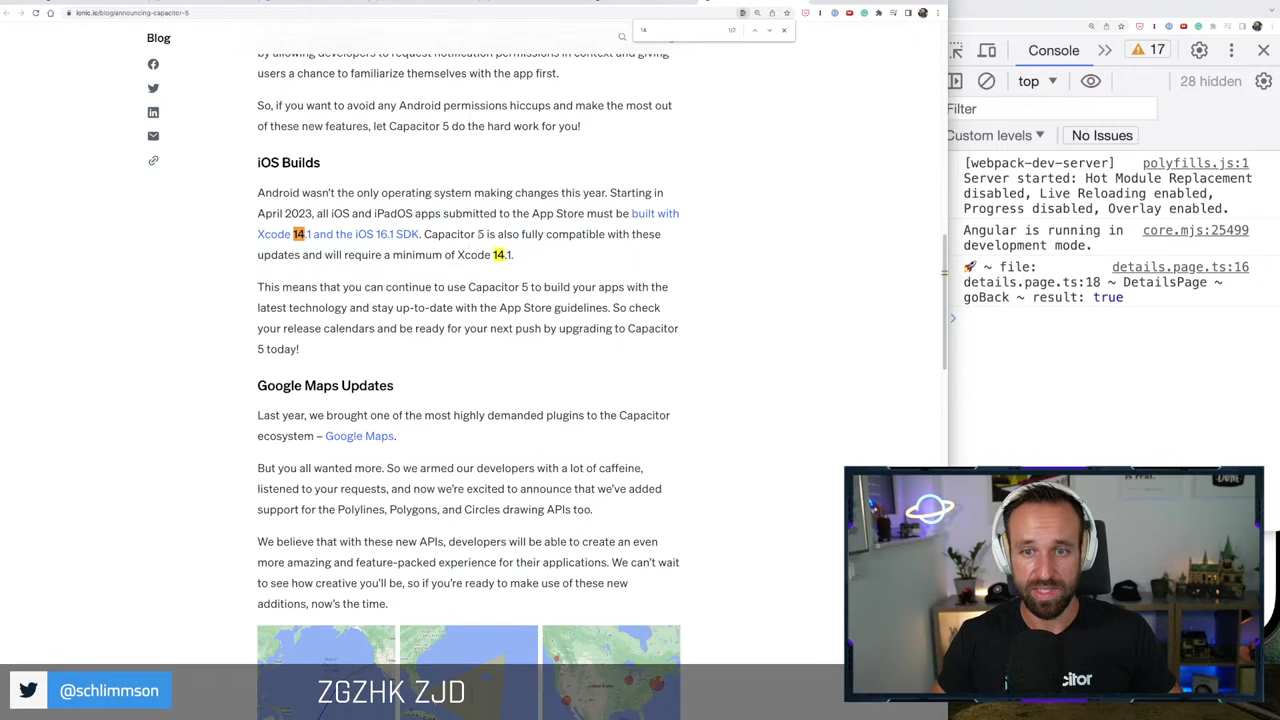 ionic.io/blog/announcing-capacitor-5
14
1/2
Blog
by allowing developers to request notification permissions in context and giving
users a chance to familiarize themselves with the app first.
So, if you want to avoid any Android permissions hiccups and make the most out
of these new features, let Capacitor 5 do the hard work for you!
iOS Builds
Android wasn't the only operating system making changes this year. Starting in
April 2023, all iOS and iPadOS apps submitted to the App Store must be built with
Xcode 14.1 and the iOS 16.1 SDK. Capacitor 5 is also fully compatible with these
updates and will require a minimum of Xcode 14.1.
This means that you can continue to use Capacitor 5 to build your apps with the
latest technology and stay up-to-date with the App Store guidelines. So check
your release calendars and be ready for your next push by upgrading to Capacitor
5 today!
Google Maps Updates
Last year, we brought one of the most highly demanded plugins to the Capacitor
ecosystem – Google Maps.
But you all wanted more. So we armed our developers with a lot of caffeine,
listened to your requests, and now we're excited to announce that we've added
support for the Polylines, Polygons, and Circles drawing APIs too.
We believe that with these new APIs, developers will be able to create an even
more amazing and feature-packed experience for their applications. We can't wait
to see how creative you'll be, so if you're ready to make use of these new
additions, now's the time.
United States
Console
17
top
28 hidden
Filter
Custom levels
No Issues
[webpack-dev-server] polyfills.js:1
Server started: Hot Module Replacement
disabled, Live Reloading enabled,
Progress disabled, Overlay enabled.
Angular is running in core.mjs:25499
development mode.
🚀 ~ file: details.page.ts:16
details.page.ts:18 ~ DetailsPage ~
goBack ~ result: true
citor
@schlimmson
ZGZHK ZJD